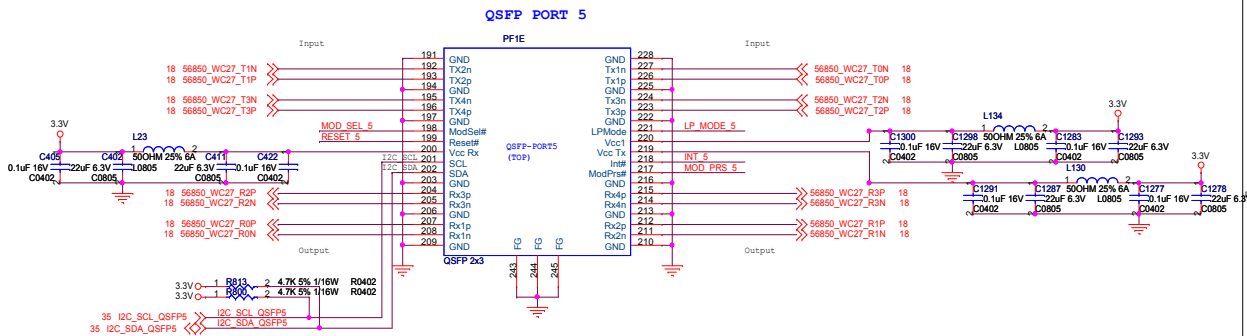 QSFP PORT 5
PF1E
Input
Input
191 GND GND 228
18 56850_WC27_T1N 192 TX2n Tx1n 227 56850_WC27_T0N 18
18 56850_WC27_T1P 193 TX2p Tx1p 226 56850_WC27_T0P 18
194 GND GND 225
18 56850_WC27_T3N 195 TX4n Tx3n 224 56850_WC27_T2N 18
18 56850_WC27_T3P 196 TX4p Tx3p 223 56850_WC27_T2P 18
197 GND GND 222
MOD_SEL_5 198 ModSel# LPMode 221 LP_MODE_5
RESET_5 199 Reset# Vcc1 220
200 Vcc Rx Vcc Tx 219
I2C_SCL 201 SCL Int# 218 INT_5
I2C_SDA 202 SDA ModPrs# 217 MOD_PRS_5
203 GND GND 216
18 56850_WC27_R2P 204 Rx3p Rx4p 215 56850_WC27_R3P 18
18 56850_WC27_R2N 205 Rx3n Rx4n 214 56850_WC27_R3N 18
206 GND GND 213
18 56850_WC27_R0P 207 Rx1p Rx2p 212 56850_WC27_R1P 18
18 56850_WC27_R0N 208 Rx1n Rx2n 211 56850_WC27_R1N 18
209 GND GND 210
QSFP-PORT5
(TOP)
FG FG FG
243 244 245
QSFP 2x3
Output
Output
3.3V
L23
1 2
50OHM 25% 6A
L0805
C405
0.1uF 16V
C0402
C402
22uF 6.3V
C0805
C411
22uF 6.3V
C0805
C422
0.1uF 16V
C0402
3.3V
L134
1 2
50OHM 25% 6A
L0805
C1300
0.1uF 16V
C0402
C1298
22uF 6.3V
C0805
C1283
0.1uF 16V
C0402
C1293
22uF 6.3V
C0805
3.3V
L130
1 2
50OHM 25% 6A
L0805
C1291
0.1uF 16V
C0402
C1287
22uF 6.3V
C0805
C1277
0.1uF 16V
C0402
C1278
22uF 6.3V
C0805
3.3V 1 R813 2 4.7K 5% 1/16W R0402
3.3V 1 R800 2 4.7K 5% 1/16W R0402
35 I2C_SCL_QSFP5 I2C_SCL_QSFP5
35 I2C_SDA_QSFP5 I2C_SDA_QSFP5